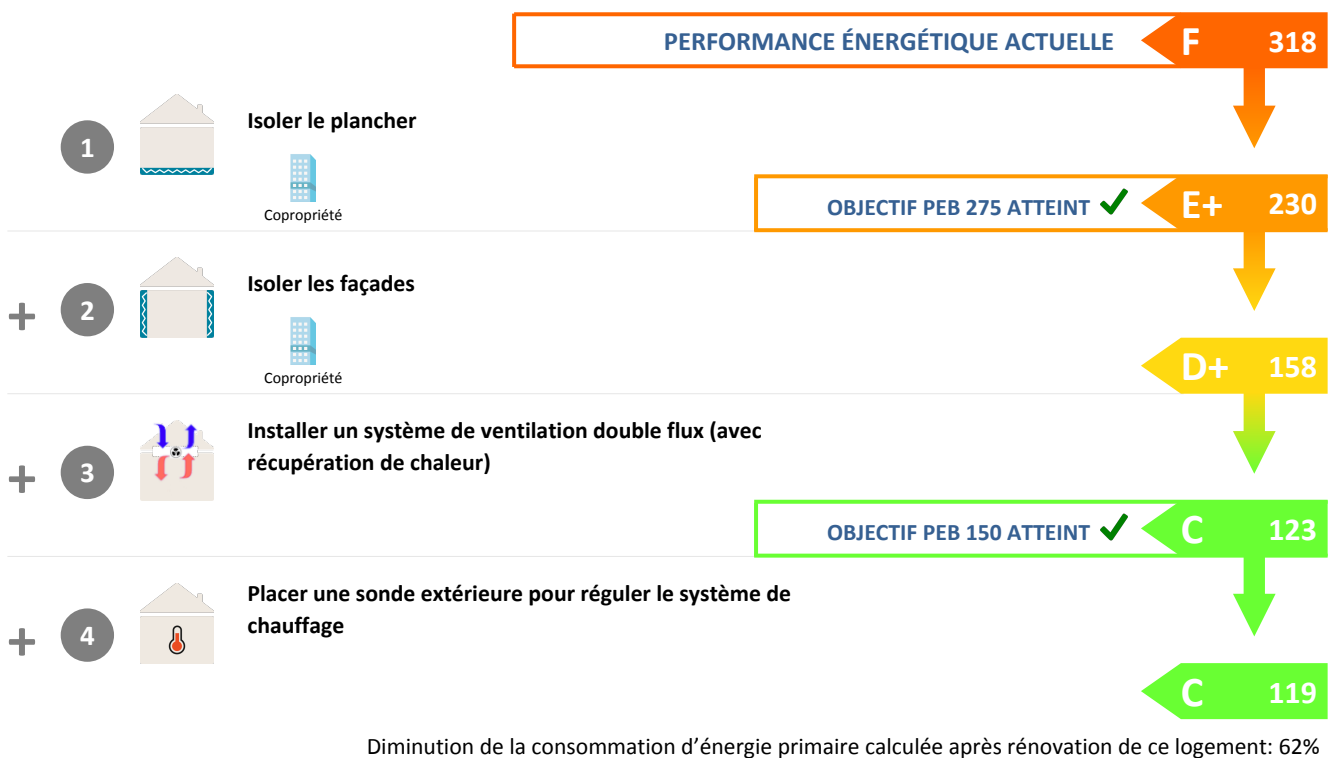 PERFORMANCE ÉNERGÉTIQUE ACTUELLE F 318
1 Isoler le plancher
Copropriété
OBJECTIF PEB 275 ATTEINT E+ 230
+ 2 Isoler les façades
Copropriété
D+ 158
+ 3 Installer un système de ventilation double flux (avec
récupération de chaleur)
OBJECTIF PEB 150 ATTEINT C 123
+ 4 Placer une sonde extérieure pour réguler le système de
chauffage
C 119
Diminution de la consommation d’énergie primaire calculée après rénovation de ce logement: 62%